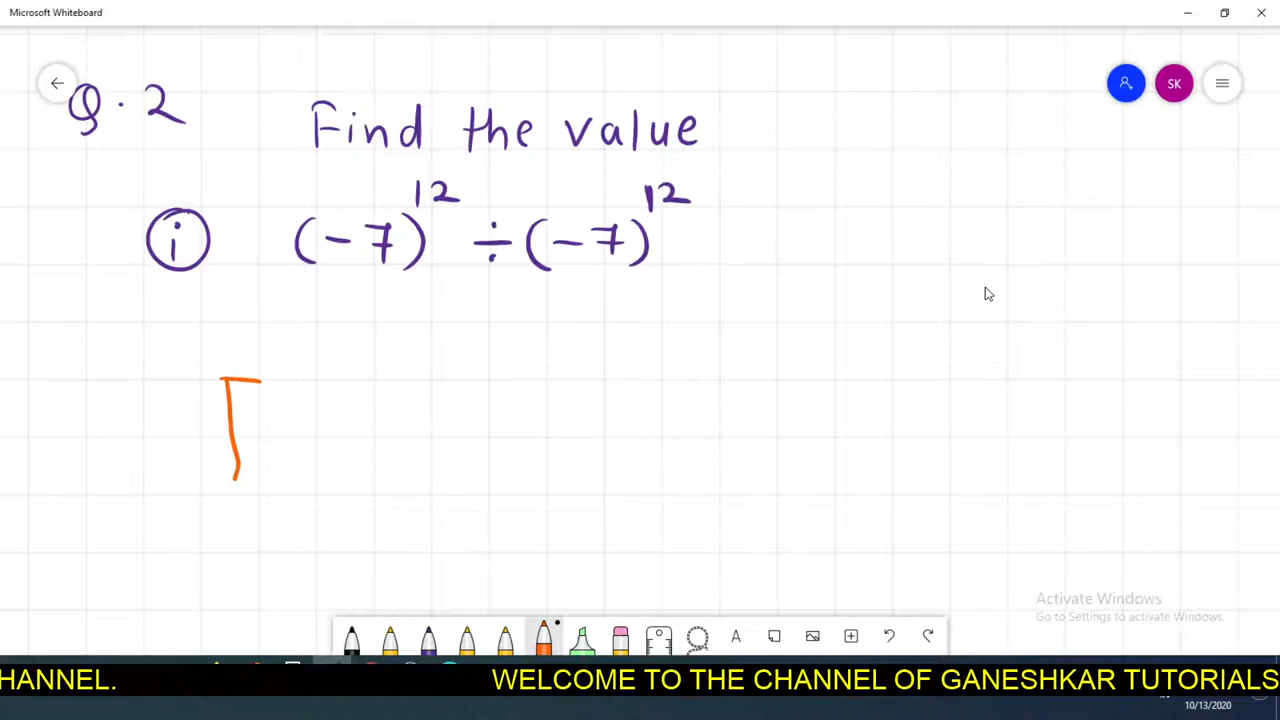 Microsoft Whiteboard
Q.2 Find the value
SK
(i) (-7)^12 ÷ (-7)^12
Activate Windows
Go to Settings to activate Windows.
A
HANNEL. WELCOME TO THE CHANNEL OF GANESHKAR TUTORIALS
10/13/2020